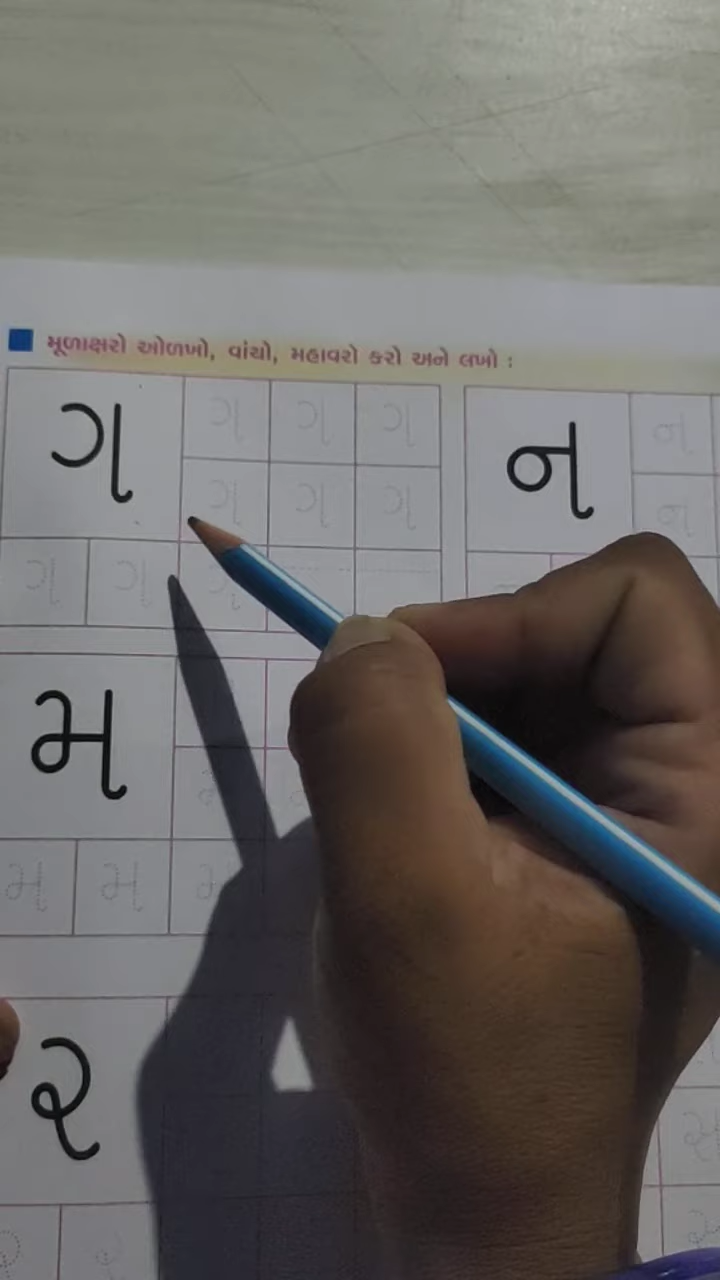 મૂળાક્ષરો ઓળખો, વાંચો, મહાવરો કરો અને લખો :
ગ ગ ગ ગ
ગ ગ ગ
ગ ગ ગ
ન ન
ન
મ
મ મ મ
ર
ર ર